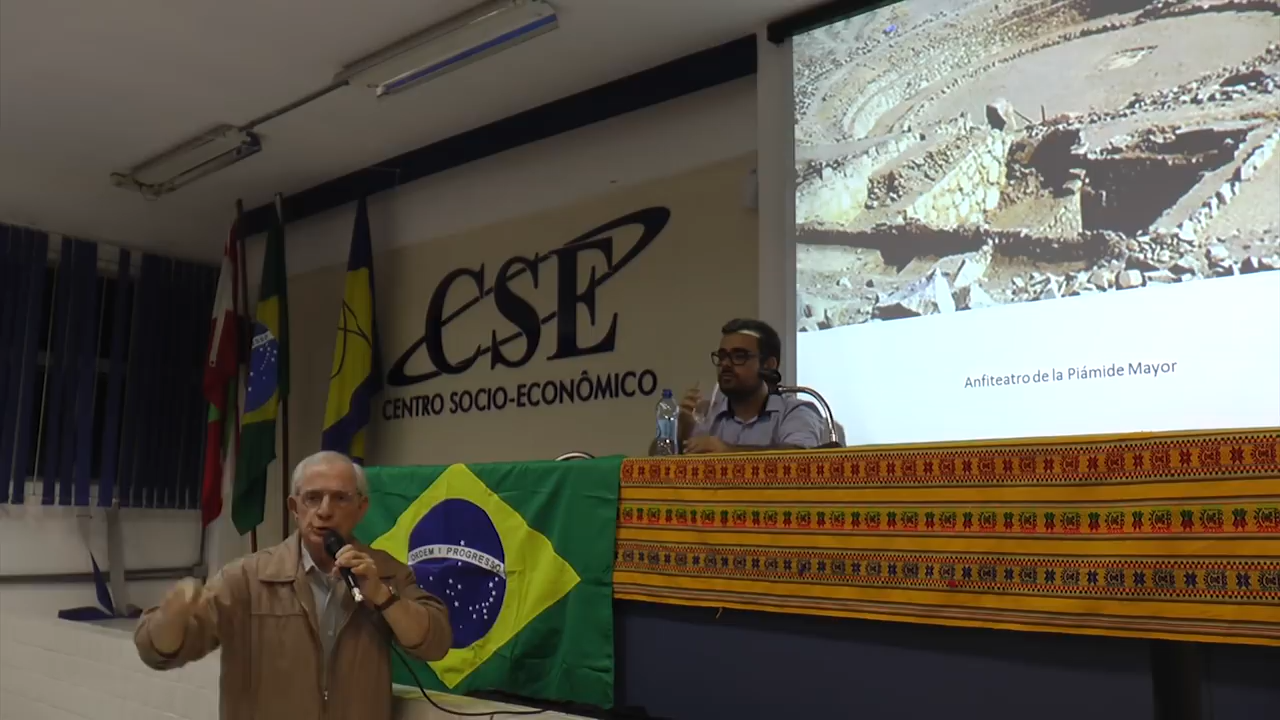 CSE
CENTRO SOCIO-ECONÔMICO
Anfiteatro de la Piámide Mayor
ORDEM E PROGRESSO